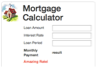 Mortgage
Calculator
Loan Amount
Interest Rate
Loan Period
Monthly
Payment
result
Amazing Rate!